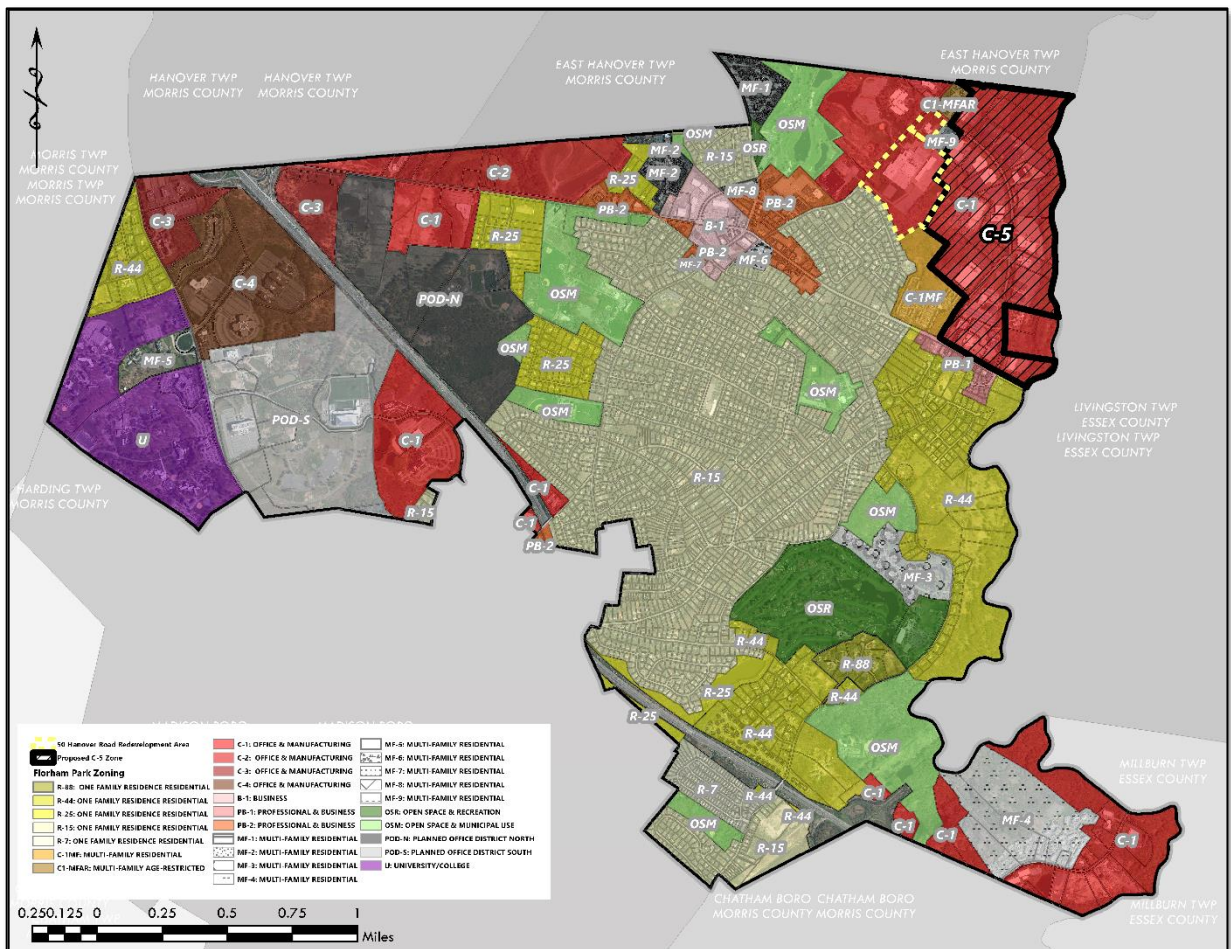 HANOVER TWP
MORRIS COUNTY
HANOVER TWP
MORRIS COUNTY
EAST HANOVER TWP
MORRIS COUNTY
EAST HANOVER TWP
MORRIS COUNTY
MORRIS TWP
MORRIS COUNTY
MORRIS TWP
MORRIS COUNTY
MF-1
OSM
C1-MFAR
MF-9
OSM
MF-2
R-15
OSR
C-2
MF-2
R-25
MF-8
PB-2
C-3
C-3
C-1
PB-2
B-1
C-1
C-5
R-25
PB-2
MF-7
MF-6
R-44
C-4
POD-N
OSM
C-1MF
MF-5
OSM
R-25
PB-1
OSM
OSM
U
POD-S
C-1
LIVINGSTON TWP
ESSEX COUNTY
LIVINGSTON TWP
ESSEX COUNTY
R-15
R-44
HARDING TWP
MORRIS COUNTY
R-15
C-1
C-1
PB-2
OSM
MF-3
OSR
R-44
R-88
R-25
R-44
R-25
R-44
OSM
MADISON BORO
MADISON BORO
R-7
R-44
R-44
C-1
C-1
C-1
MF-4
C-1
MILLBURN TWP
ESSEX COUNTY
OSM
R-15
CHATHAM BORO
MORRIS COUNTY
CHATHAM BORO
MORRIS COUNTY
MILLBURN TWP
ESSEX COUNTY
50 Hanover Road Redevelopment Area
Proposed C-5 Zone
Florham Park Zoning
R-88: ONE FAMILY RESIDENCE RESIDENTIAL
R-44: ONE FAMILY RESIDENCE RESIDENTIAL
R-25: ONE FAMILY RESIDENCE RESIDENTIAL
R-15: ONE FAMILY RESIDENCE RESIDENTIAL
R-7: ONE FAMILY RESIDENCE RESIDENTIAL
C-1MF: MULTI-FAMILY RESIDENTIAL
C1-MFAR: MULTI-FAMILY AGE-RESTRICTED
C-1: OFFICE & MANUFACTURING
C-2: OFFICE & MANUFACTURING
C-3: OFFICE & MANUFACTURING
C-4: OFFICE & MANUFACTURING
B-1: BUSINESS
PB-1: PROFESSIONAL & BUSINESS
PB-2: PROFESSIONAL & BUSINESS
MF-1: MULTI-FAMILY RESIDENTIAL
MF-2: MULTI-FAMILY RESIDENTIAL
MF-3: MULTI-FAMILY RESIDENTIAL
MF-4: MULTI-FAMILY RESIDENTIAL
MF-5: MULTI-FAMILY RESIDENTIAL
MF-6: MULTI-FAMILY RESIDENTIAL
MF-7: MULTI-FAMILY RESIDENTIAL
MF-8: MULTI-FAMILY RESIDENTIAL
MF-9: MULTI-FAMILY RESIDENTIAL
OSR: OPEN SPACE & RECREATION
OSM: OPEN SPACE & MUNICIPAL USE
POD-N: PLANNED OFFICE DISTRICT NORTH
POD-S: PLANNED OFFICE DISTRICT SOUTH
U: UNIVERSITY/COLLEGE
0.25 0.125 0 0.25 0.5 0.75 1
Miles